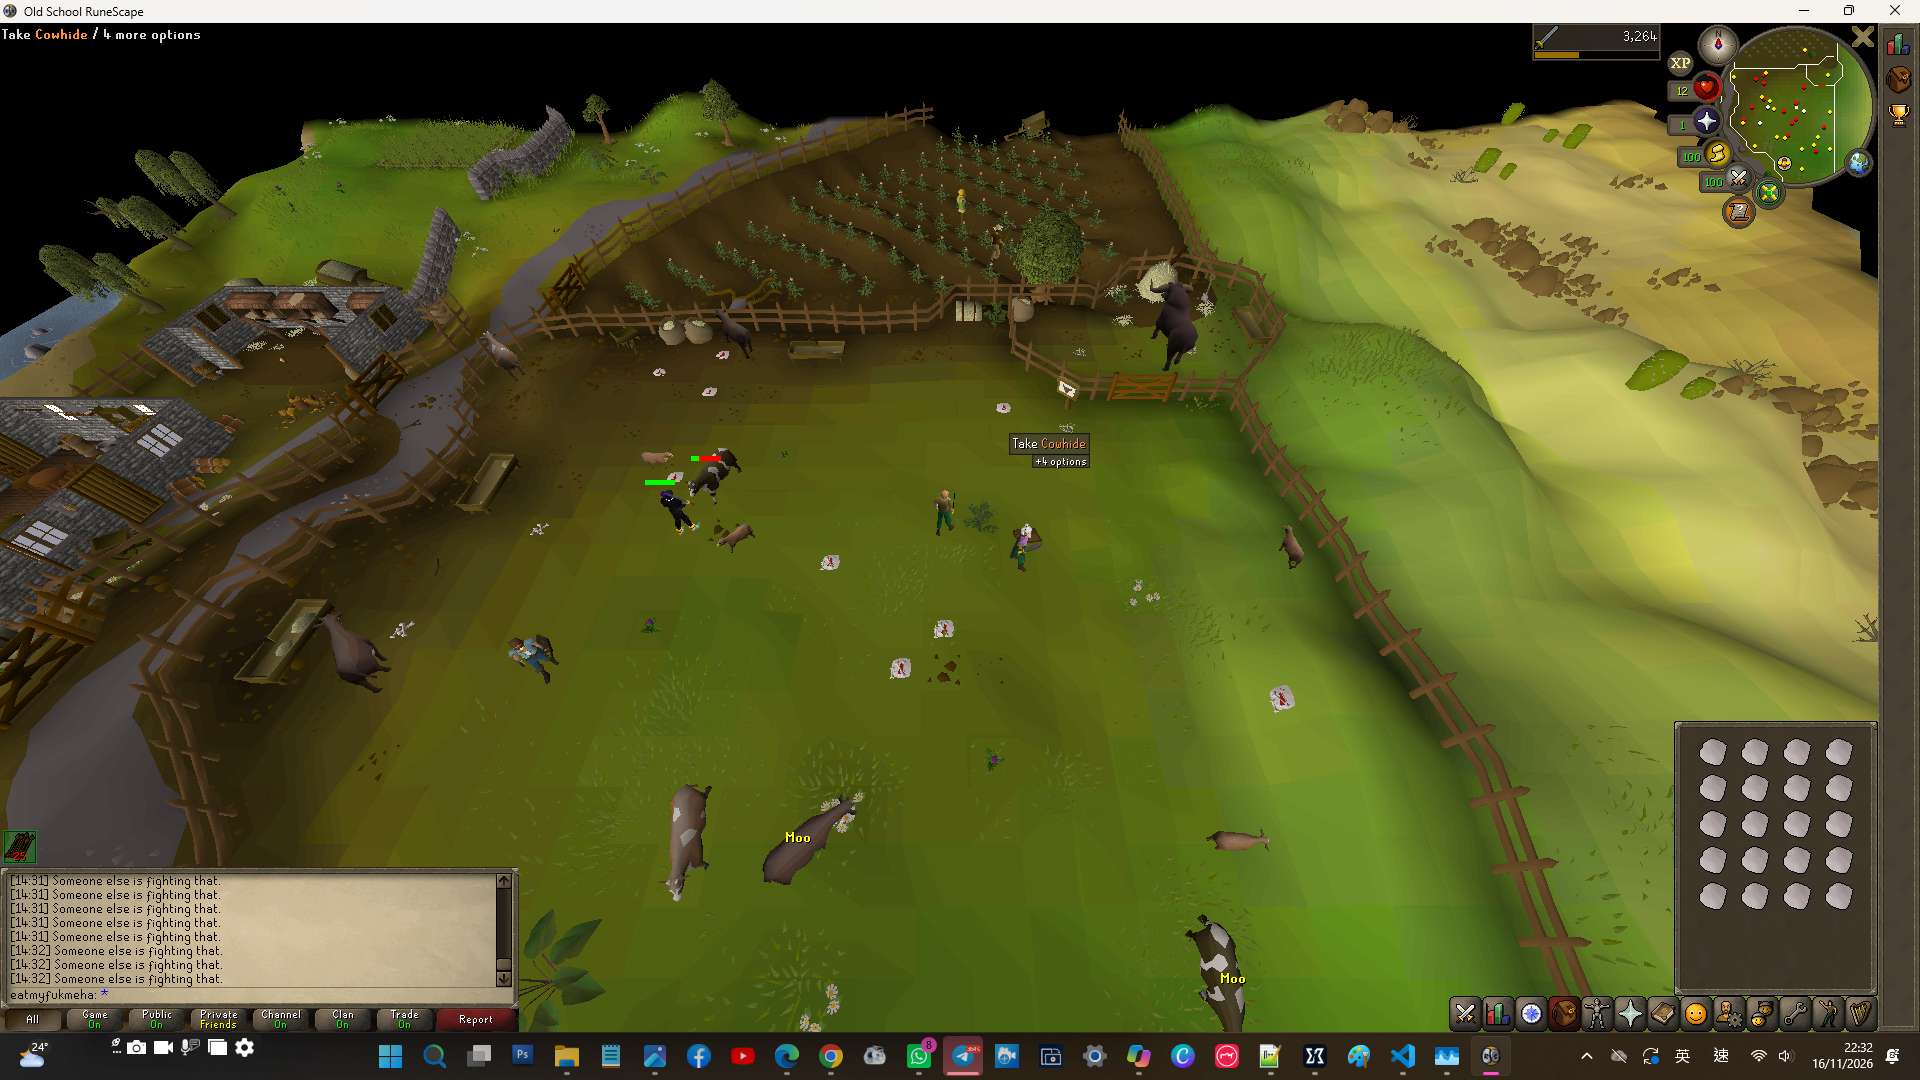 Old School RuneScape
Take Cowhide / 4 more options
3,264
XP
N
12
1
100
100
Take Cowhide
+4 options
Moo
Moo
[14:31] Someone else is fighting that.
[14:31] Someone else is fighting that.
[14:31] Someone else is fighting that.
[14:31] Someone else is fighting that.
[14:31] Someone else is fighting that.
[14:32] Someone else is fighting that.
[14:32] Someone else is fighting that.
[14:32] Someone else is fighting that.
eatmyfukmeha: *
All
Game
On
Public
On
Private
Friends
Channel
On
Clan
On
Trade
On
Report
24°
Ps
8
英
速
22:32
16/11/2026